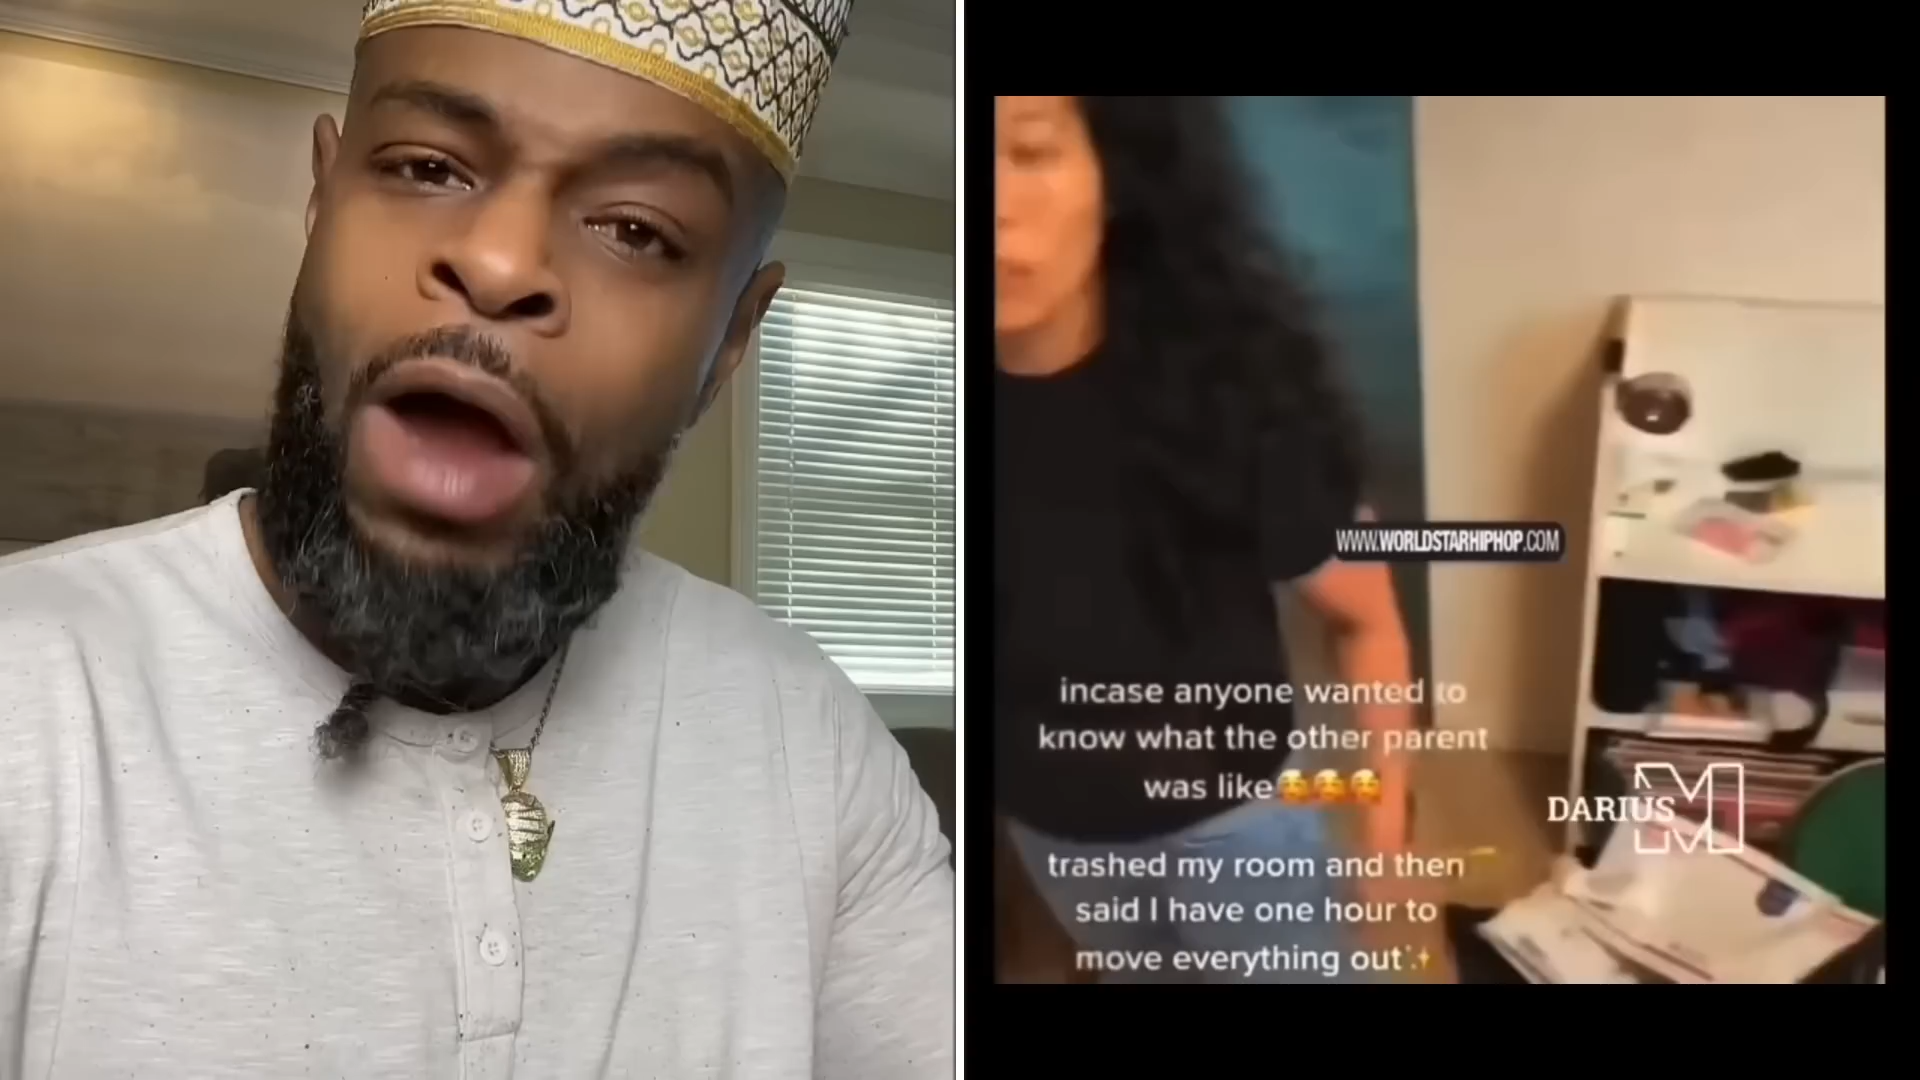 WWW.WORLDSTARHIPHOP.COM
incase anyone wanted to
know what the other parent
was like🥰🥰🥰
DARIUS M
trashed my room and then
said I have one hour to
move everything out✨